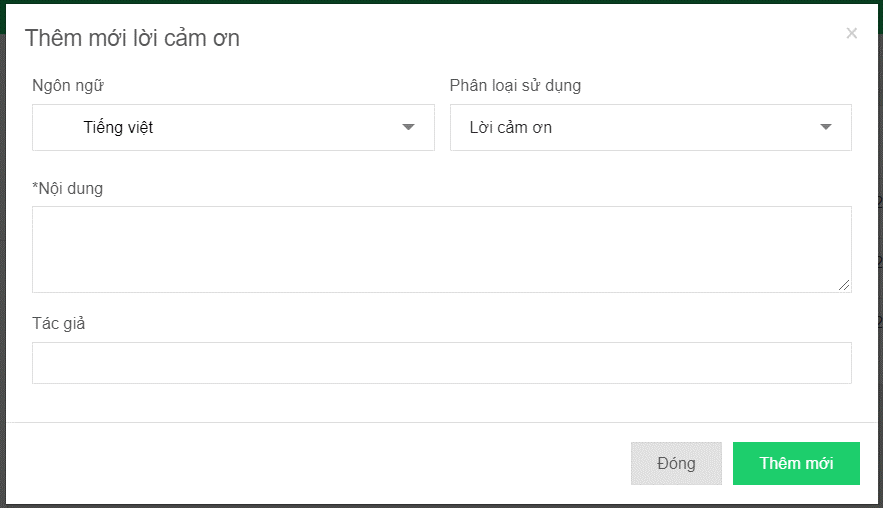 Thêm mới lời cảm ơn
×
Ngôn ngữ
Phân loại sử dụng
Tiếng việt
Lời cảm ơn
*Nội dung
Tác giả
Đóng
Thêm mới